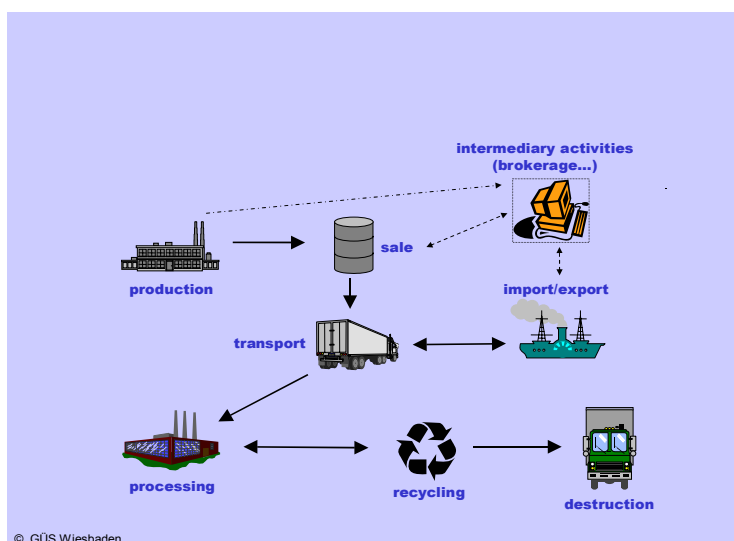 intermediary activities
(brokerage...)
sale
production
import/export
transport
processing
recycling
destruction
© GÜS Wiesbaden